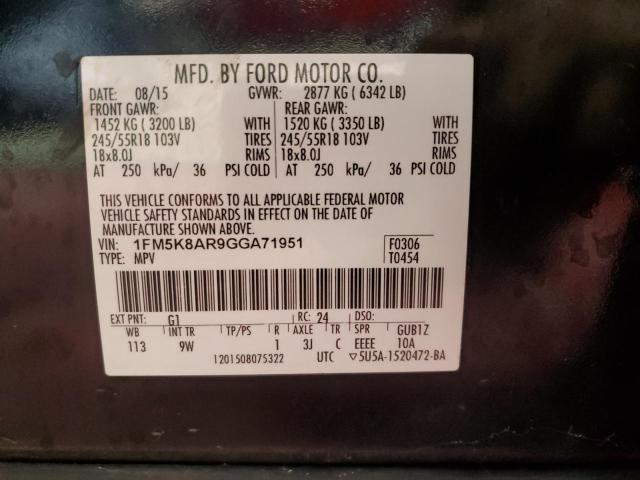 MFD. BY FORD MOTOR CO.
DATE: 08/15 GVWR: 2877 KG ( 6342 LB)
FRONT GAWR: REAR GAWR:
1452 KG ( 3200 LB) WITH 1520 KG ( 3350 LB) WITH
245/55R18 103V TIRES 245/55R18 103V TIRES
18x8.0J RIMS 18x8.0J RIMS
AT 250 kPa/ 36 PSI COLD AT 250 kPa/ 36 PSI COLD
THIS VEHICLE CONFORMS TO ALL APPLICABLE FEDERAL MOTOR
VEHICLE SAFETY STANDARDS IN EFFECT ON THE DATE OF
MANUFACTURE SHOWN ABOVE.
VIN: 1FM5K8AR9GGA71951 F0306
TYPE: MPV T0454
EXT PNT: G1 RC: 24 DSO:
WB INT TR TP/PS R AXLE TR SPR GUB1Z
113 9W 1 3J C EEEE 10A
1201508075322 UTC ▽5U5A-1520472-BA